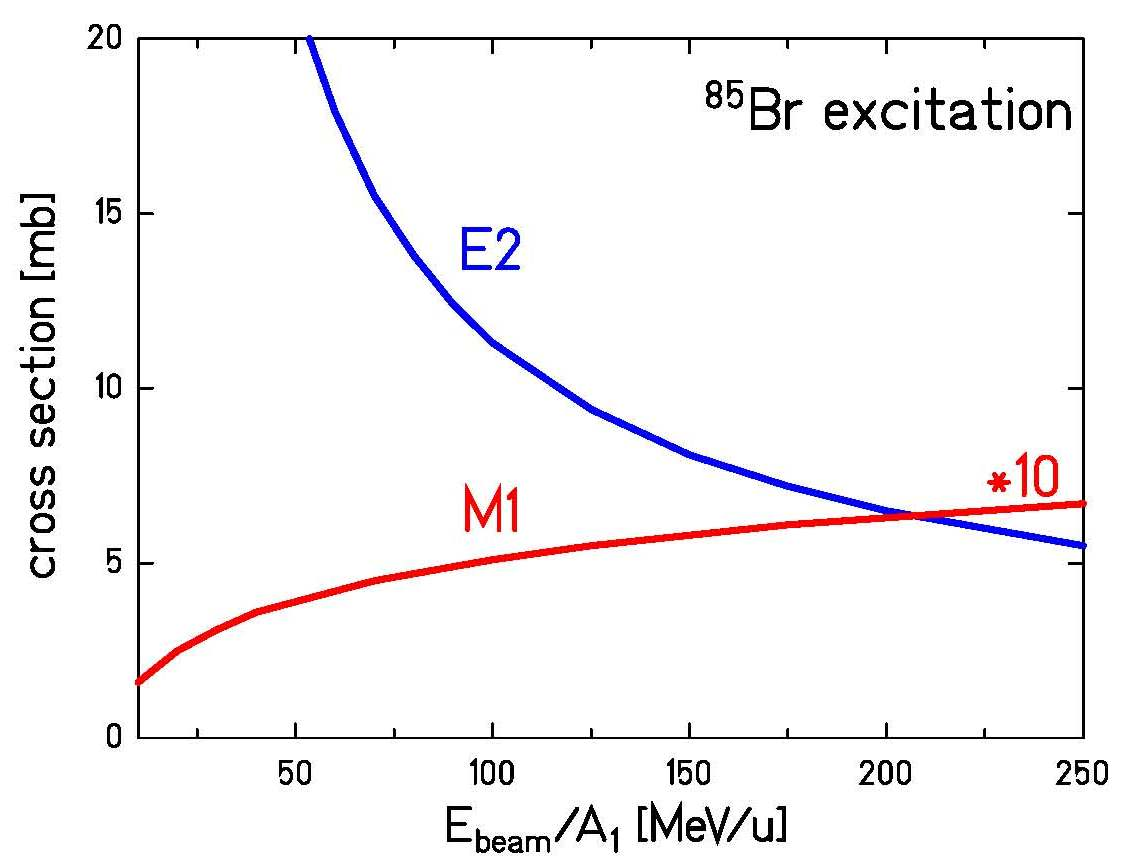 20
15
10
5
0
cross section [mb]
⁸⁵Br excitation
E2
M1
*10
50 100 150 200 250
E_beam/A₁ [MeV/u]